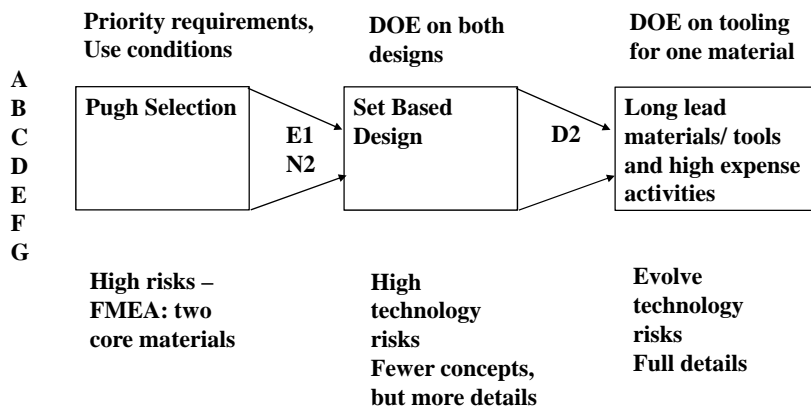 Priority requirements,
Use conditions
DOE on both
designs
DOE on tooling
for one material
A
B
C
D
E
F
G
Pugh Selection
E1
N2
Set Based
Design
D2
Long lead
materials/ tools
and high expense
activities
High risks –
FMEA: two
core materials
High
technology
risks
Fewer concepts,
but more details
Evolve
technology
risks
Full details